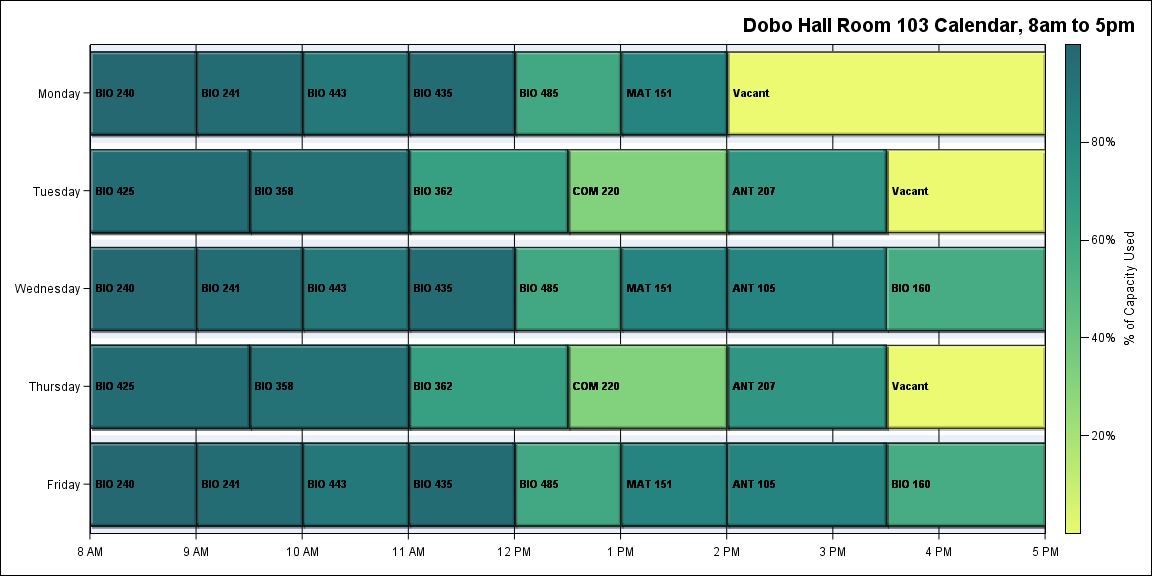 Dobo Hall Room 103 Calendar, 8am to 5pm
Monday
BIO 240
BIO 241
BIO 443
BIO 435
BIO 485
MAT 151
Vacant
Tuesday
BIO 425
BIO 358
BIO 362
COM 220
ANT 207
Vacant
Wednesday
BIO 240
BIO 241
BIO 443
BIO 435
BIO 485
MAT 151
ANT 105
BIO 160
Thursday
BIO 425
BIO 358
BIO 362
COM 220
ANT 207
Vacant
Friday
BIO 240
BIO 241
BIO 443
BIO 435
BIO 485
MAT 151
ANT 105
BIO 160
8 AM
9 AM
10 AM
11 AM
12 PM
1 PM
2 PM
3 PM
4 PM
5 PM
80%
60%
40%
20%
% of Capacity Used